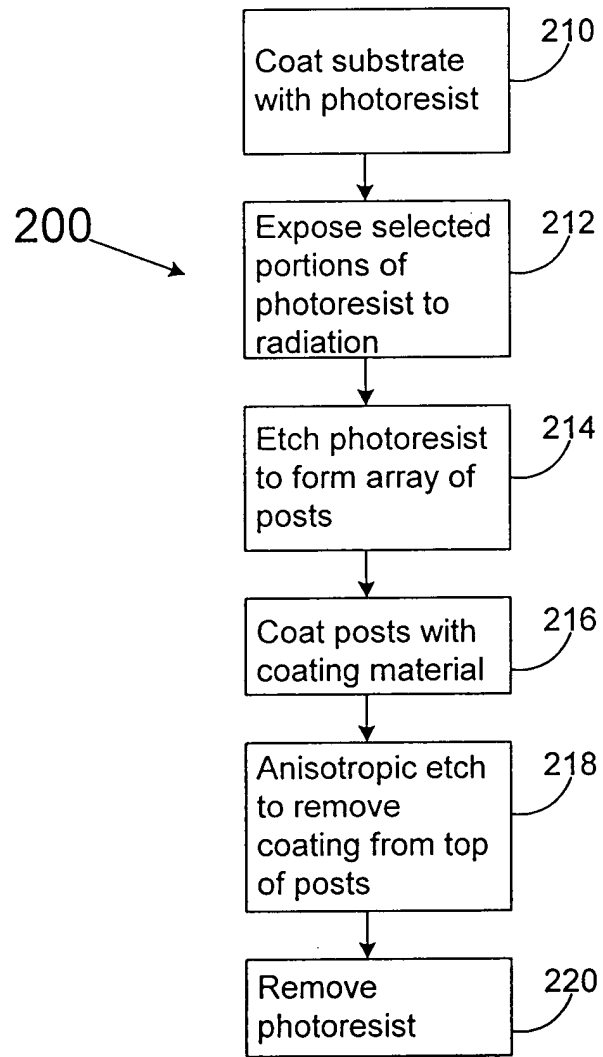 210
Coat substrate
with photoresist
200
212
Expose selected
portions of
photoresist to
radiation
214
Etch photoresist
to form array of
posts
216
Coat posts with
coating material
218
Anisotropic etch
to remove
coating from top
of posts
220
Remove
photoresist